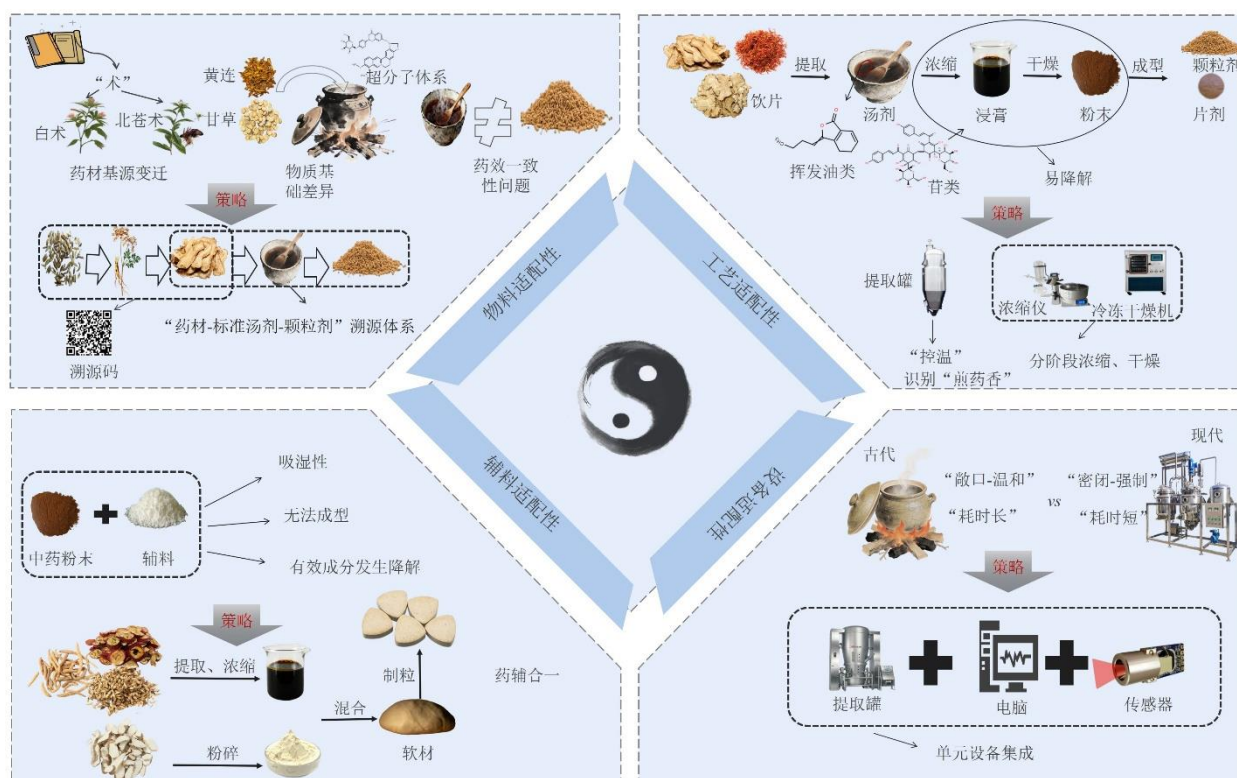 “术”
白术
北苍术
药材基源变迁
黄连
甘草
超分子体系
物质基
础差异
药效一致
性问题
策略
溯源码
“药材-标准汤剂-颗粒剂”溯源体系
物料适配性
饮片
提取
汤剂
浓缩
浸膏
干燥
粉末
成型
颗粒剂
片剂
挥发油类
苷类
易降解
策略
提取罐
“控温”
识别“煎药香”
浓缩仪
冷冻干燥机
分阶段浓缩、干燥
工艺适配性
中药粉末
辅料
吸湿性
无法成型
有效成分发生降解
策略
提取、浓缩
粉碎
混合
制粒
软材
药辅合一
辅料适配性
古代
“敞口-温和”
“耗时长”
vs
现代
“密闭-强制”
“耗时短”
策略
提取罐
电脑
传感器
单元设备集成
设备适配性